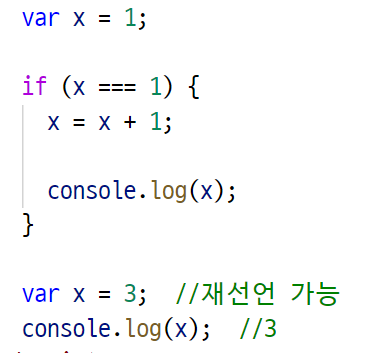 var x = 1;
if (x === 1) {
x = x + 1;
console.log(x);
}
var x = 3; //재선언 가능
console.log(x); //3